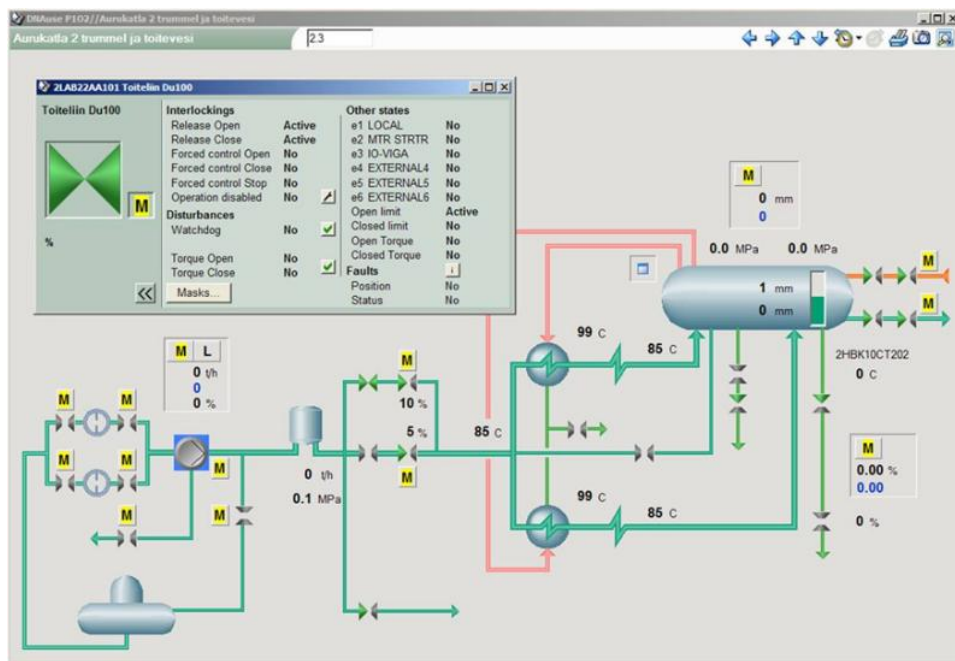 DNAuse P102//Aurukatla 2 trummel ja toitevesi
Aurukatla 2 trummel ja toitevesi
2.3
2LAB22AA101 Toiteliin Du100
Toiteliin Du100
M
%
Interlockings
Release Open Active
Release Close Active
Forced control Open No
Forced control Close No
Forced control Stop No
Operation disabled No
Disturbances
Watchdog No
Torque Open No
Torque Close No
Masks...
Other states
e1 LOCAL No
e2 MTR STRTR No
e3 IO-VIGA No
e4 EXTERNAL4 No
e5 EXTERNAL5 No
e6 EXTERNAL6 No
Open limit Active
Closed limit No
Open Torque No
Closed Torque No
Faults i
Position No
Status No
M
0 mm
0
0.0 MPa 0.0 MPa
M
1 mm
0 mm
M
2HBK10CT202
0 C
M L
0 t/h
0
0 %
M M
M M
M
M M
0 t/h
0.1 MPa
M
10 %
5 %
M
85 C
99 C
85 C
99 C
85 C
M
0.00 %
0.00
0 %